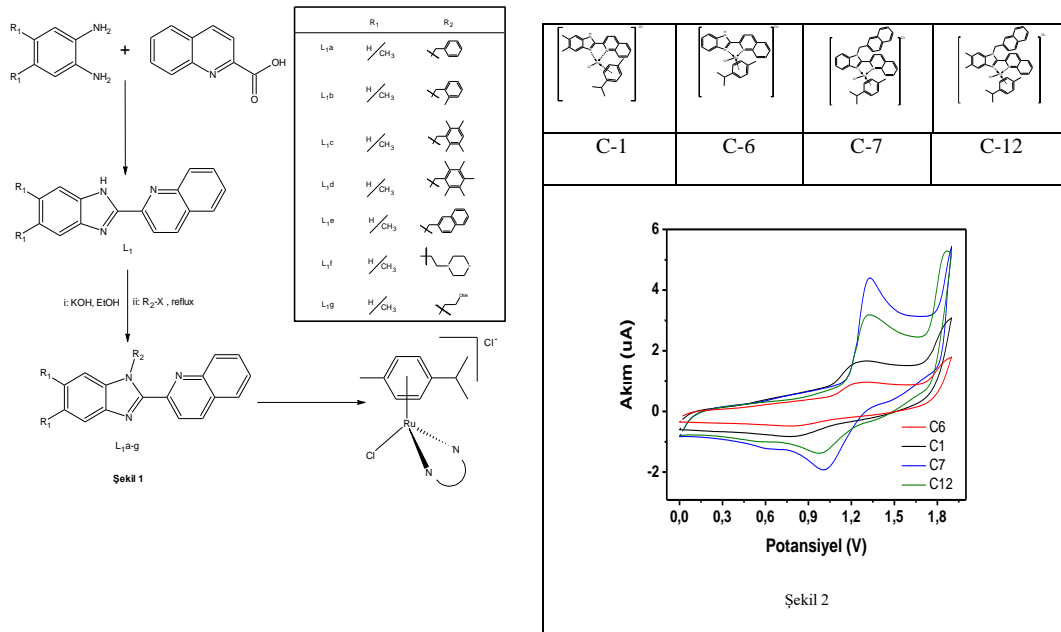 R1
NH2
+
R1
NH2
N
OH
O
H
R1
N
N
R1
N
L1
i: KOH, EtOH ii: R2-X , reflux
R2
R1
N
N
R1
N
L1a-g
Şekil 1
R1 R2
L1a H/CH3
L1b H/CH3
L1c H/CH3
L1d H/CH3
L1e H/CH3
L1f H/CH3
L1g H/CH3 OMe
Cl-
Ru
Cl
N
N
C-1 C-6 C-7 C-12
Akım (uA)
6
4
2
0
-2
C6
C1
C7
C12
0,0 0,3 0,6 0,9 1,2 1,5 1,8
Potansiyel (V)
Şekil 2